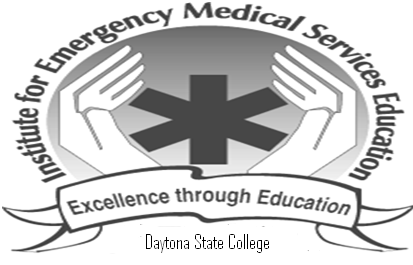 Institute for Emergency Medical Services Education
Excellence through Education
Daytona State College